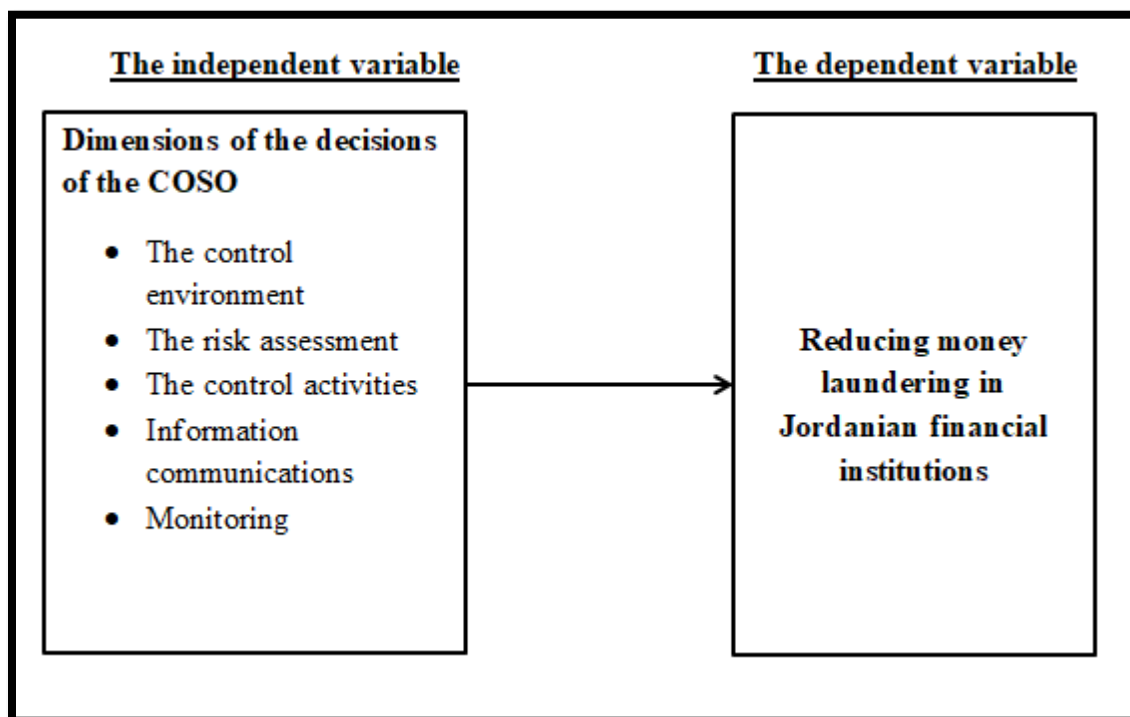 The independent variable
The dependent variable
Dimensions of the decisions
of the COSO
• The control
environment
• The risk assessment
• The control activities
• Information
communications
• Monitoring
Reducing money
laundering in
Jordanian financial
institutions